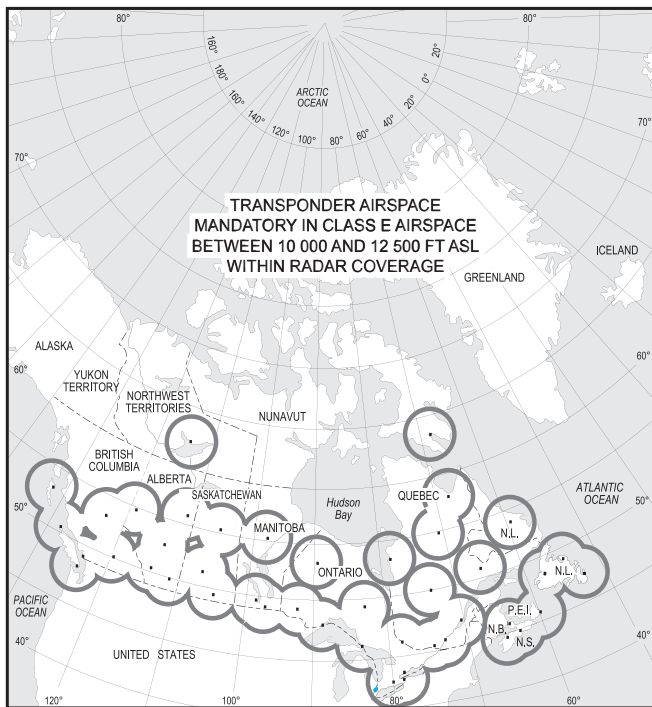 80°
80°
80°
160°
160°
180°
160°
140°
120°
100°
80°
60°
40°
20°
0°
20°
ARCTIC
OCEAN
70°
70°
TRANSPONDER AIRSPACE
MANDATORY IN CLASS E AIRSPACE
BETWEEN 10 000 AND 12 500 FT ASL
WITHIN RADAR COVERAGE
ICELAND
GREENLAND
ALASKA
60°
60°
YUKON
TERRITORY
NORTHWEST
TERRITORIES
NUNAVUT
BRITISH
COLUMBIA
ALBERTA
SASKATCHEWAN
MANITOBA
Hudson
Bay
QUEBEC
ATLANTIC
OCEAN
50°
50°
N.L.
ONTARIO
N.L.
PACIFIC
OCEAN
P.E.I.
N.B.
N.S.
40°
40°
UNITED STATES
120°
100°
80°
60°